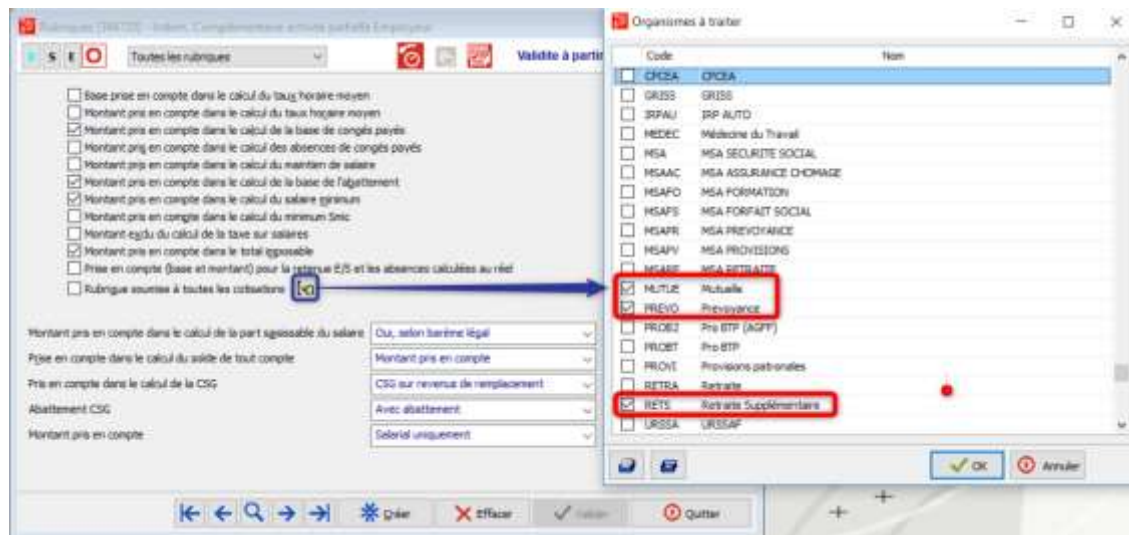 Rubriques
- Indem. Complémentaire activité partielle Employeur
S E O Toutes les rubriques Validité à partir
Base prise en compte dans le calcul du taux horaire moyen
Montant pris en compte dans le calcul du taux horaire moyen
Montant pris en compte dans le calcul de la base de congés payés
Montant pris en compte dans le calcul des absences de congés payés
Montant pris en compte dans le calcul du maintien de salaire
Montant pris en compte dans le calcul de la base de l'abattement
Montant pris en compte dans le calcul du salaire minimum
Montant pris en compte dans le calcul du minimum Smic
Montant exclu du calcul de la taxe sur salaires
Montant pris en compte dans le total imposable
Prise en compte (base et montant) pour la retenue E/S et les absences calculées au réel
Rubrique soumise à toutes les cotisations
Montant pris en compte dans le calcul de la part saisissable du salaire Oui, selon barème légal
Prise en compte dans le calcul du solde de tout compte Montant pris en compte
Pris en compte dans le calcul de la CSG CSG sur revenus de remplacement
Abattement CSG Avec abattement
Montant pris en compte Salarial uniquement
Créer Effacer Valider Quitter
Organismes à traiter
Code Nom
CPCEA CPCEA
GRISS GRISS
IRPAU IRP AUTO
MEDEC Médecine du Travail
MSA MSA SECURITE SOCIAL
MSAAC MSA ASSURANCE CHOMAGE
MSAFO MSA FORMATION
MSAFS MSA FORFAIT SOCIAL
MSAPR MSA PREVOYANCE
MSAPV MSA PROVISIONS
MSARE MSA RETRAITE
MUTUE Mutuelle
PREVO Prevoyance
PROB2 Pro BTP (AGFF)
PROBT Pro BTP
PROVI Provisions patronales
RETRA Retraite
RETS Retraite Supplémentaire
URSSA URSSAF
OK Annuler